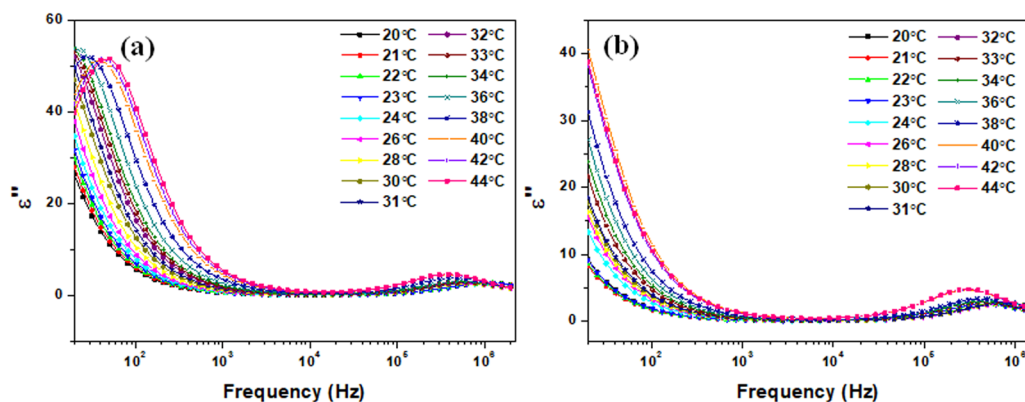 (a)
60
40
20
0
ε"
20°C 32°C
21°C 33°C
22°C 34°C
23°C 36°C
24°C 38°C
26°C 40°C
28°C 42°C
30°C 44°C
31°C
10² 10³ 10⁴ 10⁵ 10⁶
Frequency (Hz)
(b)
40
30
20
10
0
ε"
20°C 32°C
21°C 33°C
22°C 34°C
23°C 36°C
24°C 38°C
26°C 40°C
28°C 42°C
30°C 44°C
31°C
10² 10³ 10⁴ 10⁵ 10⁶
Frequency (Hz)